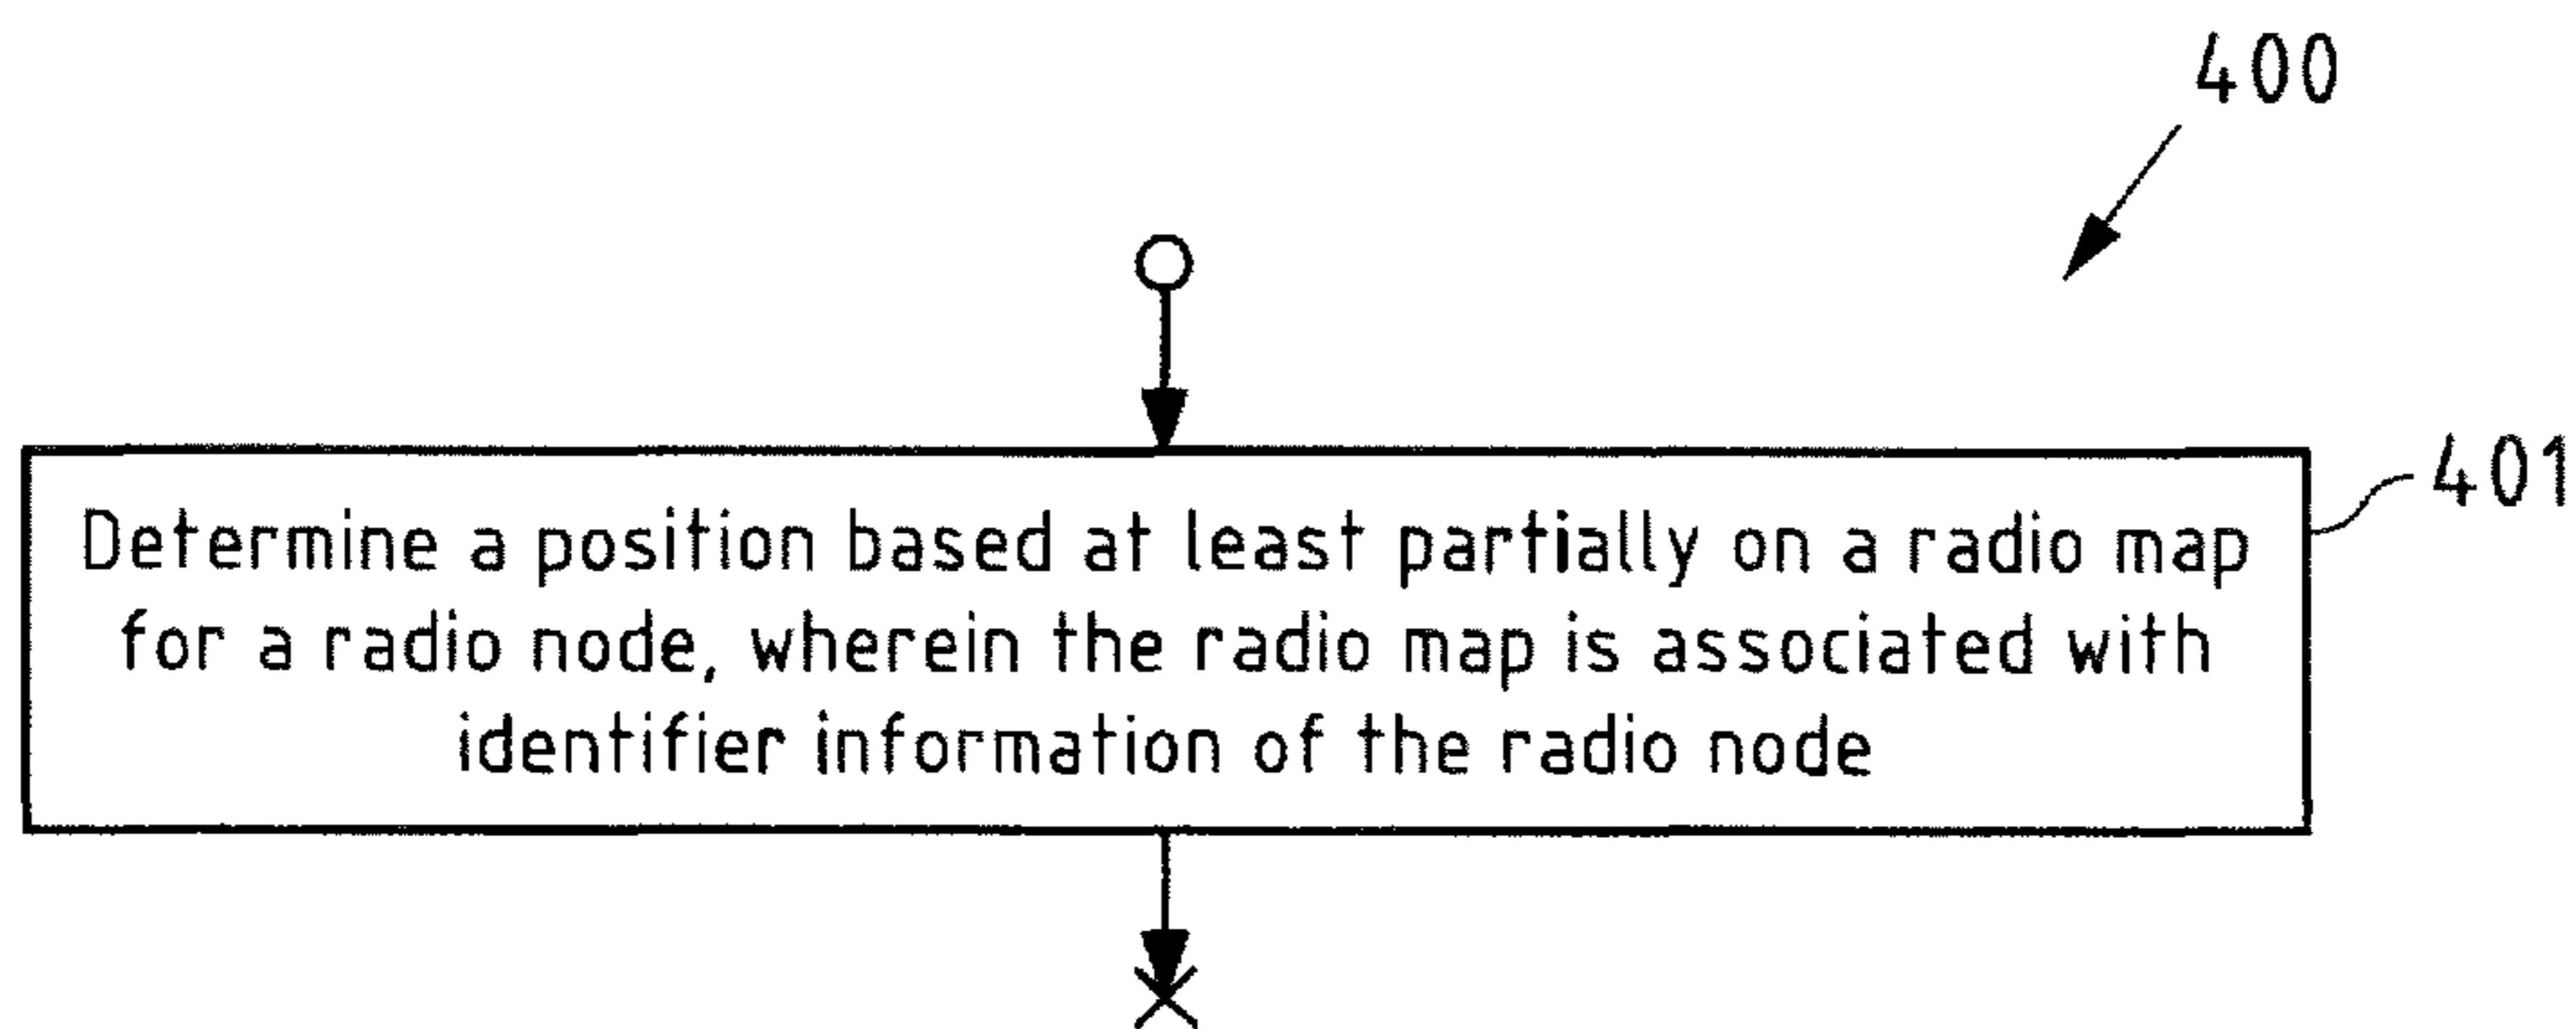 400
401
Determine a position based at least partially on a radio map
for a radio node, wherein the radio map is associated with
identifier information of the radio node